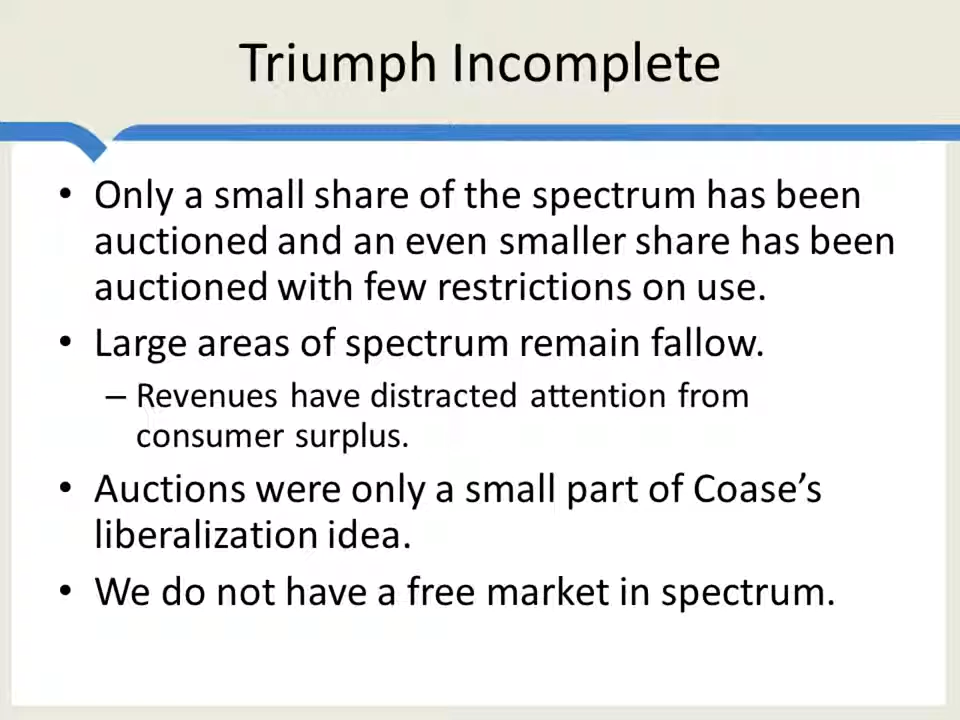 Triumph Incomplete
• Only a small share of the spectrum has been
auctioned and an even smaller share has been
auctioned with few restrictions on use.
• Large areas of spectrum remain fallow.
– Revenues have distracted attention from
consumer surplus.
• Auctions were only a small part of Coase’s
liberalization idea.
• We do not have a free market in spectrum.